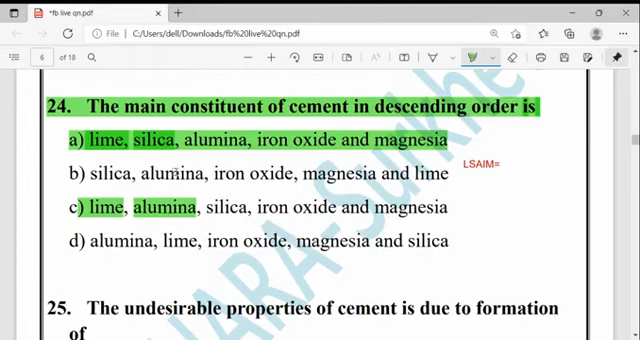 *fb live qn.pdf
File | C:/Users/dell/Downloads/fb%20live%20qn.pdf
6 of 18
24. The main constituent of cement in descending order is
a) lime, silica, alumina, iron oxide and magnesia
b) silica, alumina, iron oxide, magnesia and lime
LSAIM=
c) lime, alumina, silica, iron oxide and magnesia
d) alumina, lime, iron oxide, magnesia and silica
25. The undesirable properties of cement is due to formation
of